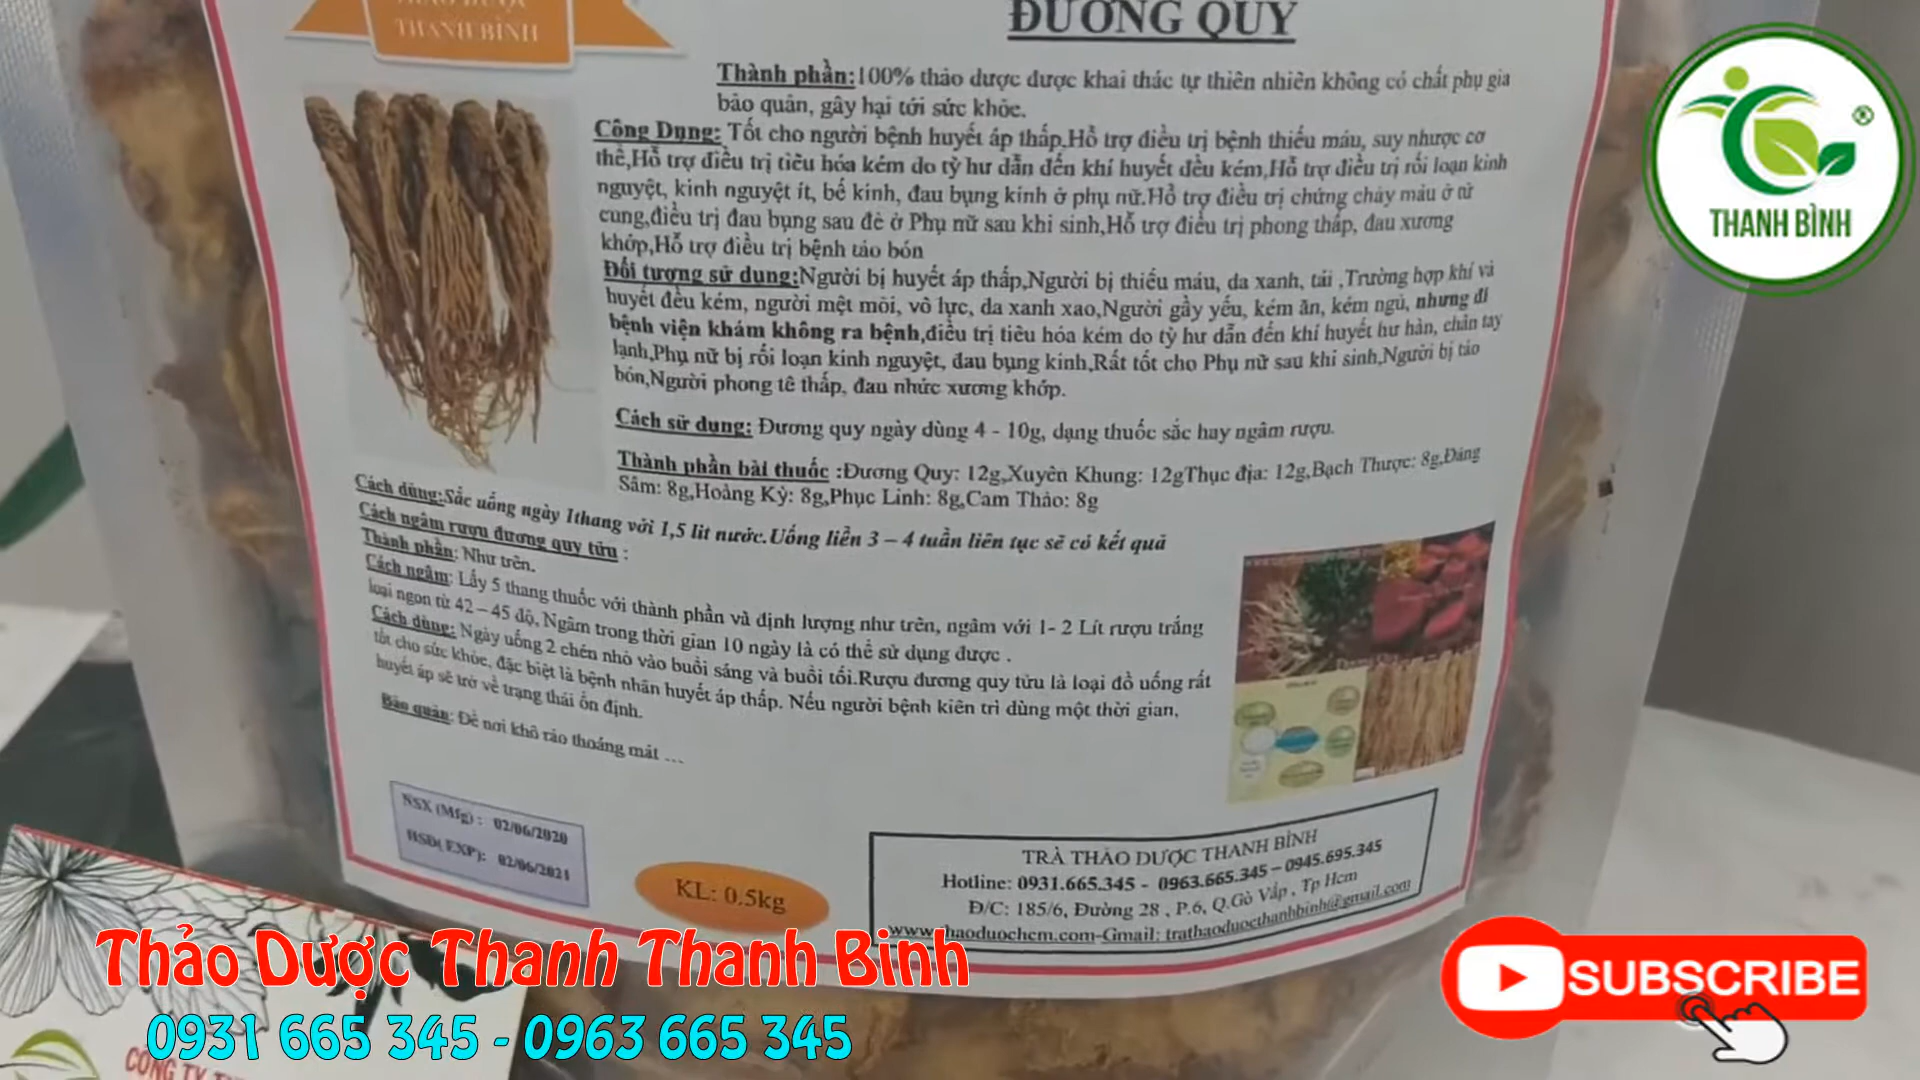 THẢO DƯỢC
THANH BÌNH
ĐƯƠNG QUY
THANH BÌNH
Thành phần:100% thảo dược được khai thác tự thiên nhiên không có chất phụ gia
bảo quản, gây hại tới sức khỏe.
Công Dụng: Tốt cho người bệnh huyết áp thấp,Hỗ trợ điều trị bệnh thiếu máu, suy nhược cơ
thể,Hỗ trợ điều trị tiêu hóa kém do tỳ hư dẫn đến khí huyết đều kém,Hỗ trợ điều trị rối loạn kinh
nguyệt, kinh nguyệt ít, bế kinh, đau bụng kinh ở phụ nữ.Hỗ trợ điều trị chứng chảy máu ở tử
cung,điều trị đau bụng sau đẻ ở Phụ nữ sau khi sinh,Hỗ trợ điều trị phong thấp, đau xương
khớp,Hỗ trợ điều trị bệnh táo bón
Đối tượng sử dụng:Người bị huyết áp thấp,Người bị thiếu máu, da xanh, tái ,Trường hợp khí và
huyết đều kém, người mệt mỏi, vô lực, da xanh xao,Người gầy yếu, kém ăn, kém ngủ, nhưng đi
bệnh viện khám không ra bệnh,điều trị tiêu hóa kém do tỳ hư dẫn đến khí huyết hư hàn, chân tay
lạnh,Phụ nữ bị rối loạn kinh nguyệt, đau bụng kinh,Rất tốt cho Phụ nữ sau khi sinh,Người bị táo
bón,Người phong tê thấp, đau nhức xương khớp.
Cách sử dụng: Đương quy ngày dùng 4 - 10g, dạng thuốc sắc hay ngâm rượu.
Thành phần bài thuốc :Đương Quy: 12g,Xuyên Khung: 12gThục địa: 12g,Bạch Thược: 8g,Đảng
Sâm: 8g,Hoàng Kỳ: 8g,Phục Linh: 8g,Cam Thảo: 8g
Cách dùng:Sắc uống ngày 1thang với 1,5 lit nước.Uống liền 3 – 4 tuần liên tục sẽ có kết quả
Cách ngâm rượu đương quy tửu :
Thành phần: Như trên.
Cách ngâm: Lấy 5 thang thuốc với thành phần và định lượng như trên, ngâm với 1- 2 Lít rượu trắng
loại ngon từ 42 – 45 độ, Ngâm trong thời gian 10 ngày là có thể sử dụng được .
Cách dùng: Ngày uống 2 chén nhỏ vào buổi sáng và buổi tối.Rượu đương quy tửu là loại đồ uống rất
tốt cho sức khỏe, đặc biệt là bệnh nhân huyết áp thấp. Nếu người bệnh kiên trì dùng một thời gian,
huyết áp sẽ trở về trạng thái ổn định.
Bảo quản: Để nơi khô ráo thoáng mát ...
NSX (Mfg) : 02/06/2020
HSD( EXP): 02/06/2021
KL: 0.5kg
TRÀ THẢO DƯỢC THANH BÌNH
Hotline: 0931.665.345 - 0963.665.345 – 0945.695.345
Đ/C: 185/6, Đường 28 , P.6, Q.Gò Vấp , Tp Hcm
www.thaoduochcm.com-Gmail: trathaoduocthanhbinh@gmail.com
Thảo Dược Thanh Thanh Bình
0931 665 345 - 0963 665 345
SUBSCRIBE
CÔNG TY